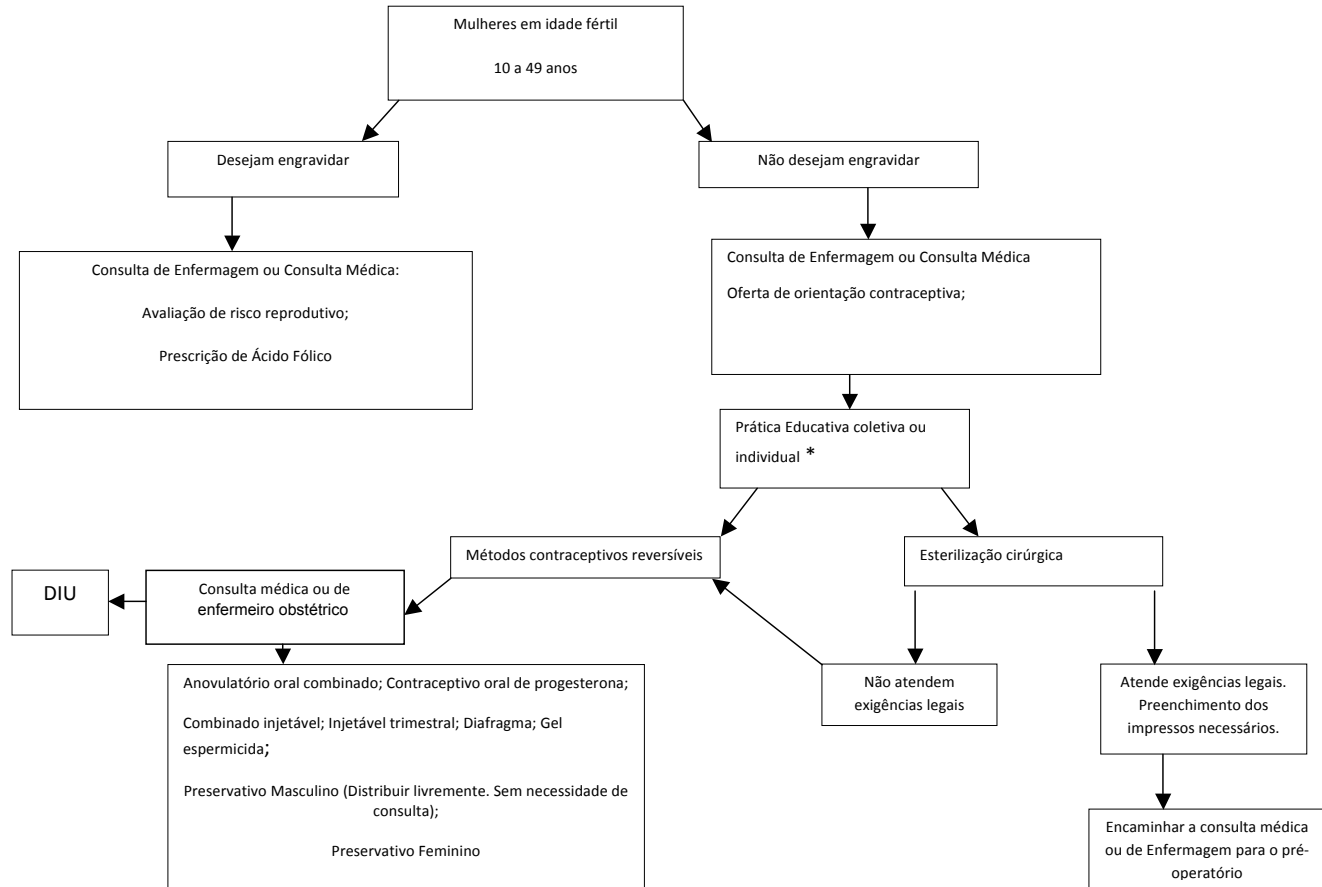 Mulheres em idade fértil
10 a 49 anos
Desejam engravidar
Não desejam engravidar
Consulta de Enfermagem ou Consulta Médica:
Avaliação de risco reprodutivo;
Prescrição de Ácido Fólico
Consulta de Enfermagem ou Consulta Médica
Oferta de orientação contraceptiva;
Prática Educativa coletiva ou
individual *
Métodos contraceptivos reversíveis
Esterilização cirúrgica
DIU
Consulta médica ou de
enfermeiro obstétrico
Anovulatório oral combinado; Contraceptivo oral de progesterona;
Combinado injetável; Injetável trimestral; Diafragma; Gel
espermicida;
Preservativo Masculino (Distribuir livremente. Sem necessidade de
consulta);
Preservativo Feminino
Não atendem
exigências legais
Atende exigências legais.
Preenchimento dos
impressos necessários.
Encaminhar a consulta médica
ou de Enfermagem para o pré-
operatório